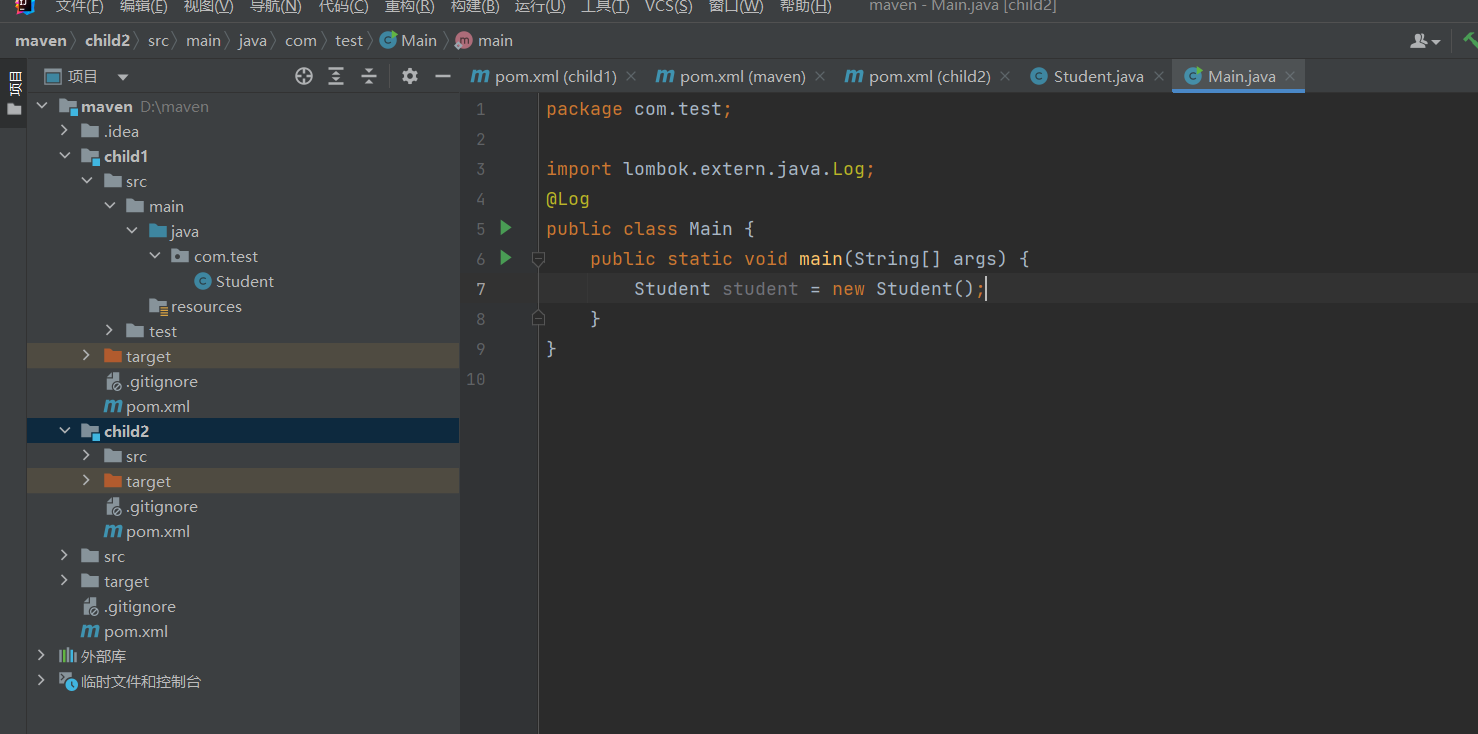 文件(F) 编辑(E) 视图(V) 导航(N) 代码(C) 重构(R) 构建(B) 运行(U) 工具(T) VCS(S) 窗口(W) 帮助(H) maven - Main.java [child2]
maven child2 src main java com test Main main
项目
项目
pom.xml (child1) pom.xml (maven) pom.xml (child2) Student.java Main.java
maven D:\maven
.idea
child1
src
main
java
com.test
Student
resources
test
target
.gitignore
pom.xml
child2
src
target
.gitignore
pom.xml
src
target
.gitignore
pom.xml
外部库
临时文件和控制台
1 package com.test;
2
3 import lombok.extern.java.Log;
4 @Log
5 public class Main {
6 public static void main(String[] args) {
7 Student student = new Student();
8 }
9 }
10